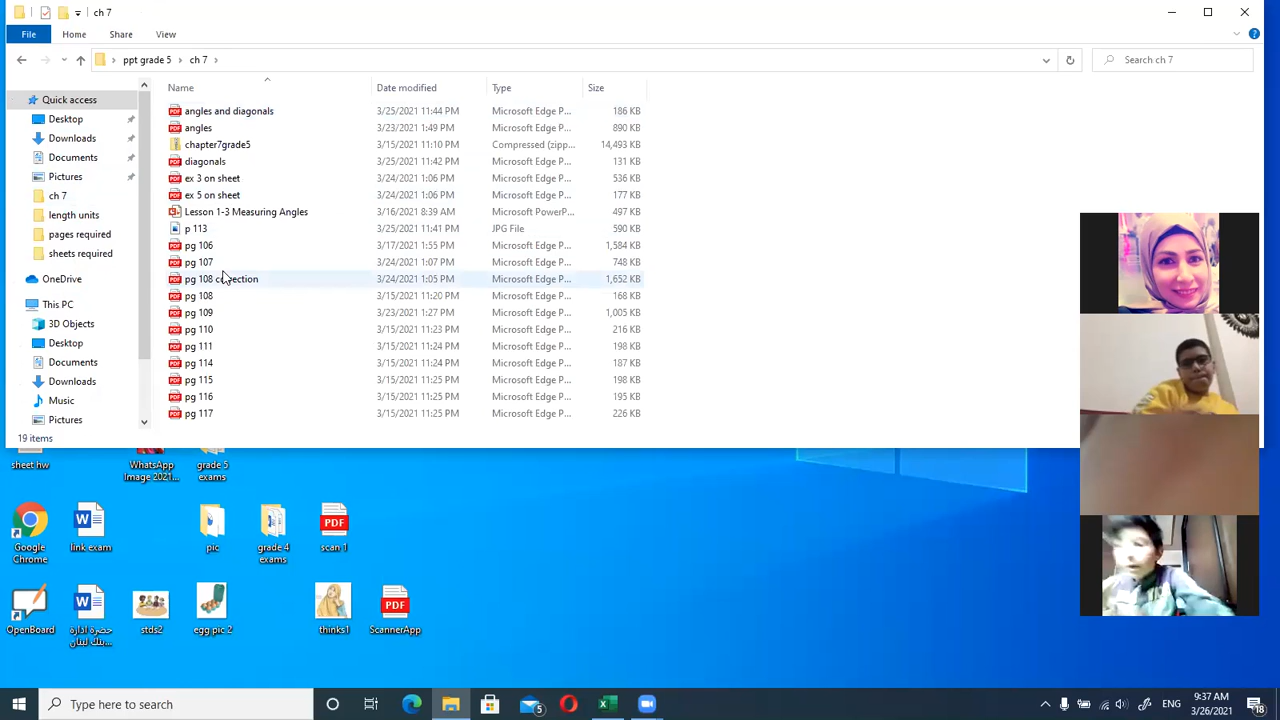 ch 7
File Home Share View
ppt grade 5 > ch 7 >
Search ch 7
Name Date modified Type Size
Quick access
Desktop
Downloads
Documents
Pictures
ch 7
length units
pages required
sheets required
OneDrive
This PC
3D Objects
Desktop
Documents
Downloads
Music
Pictures
angles and diagonals 3/25/2021 11:44 PM Microsoft Edge P... 186 KB
angles 3/23/2021 1:49 PM Microsoft Edge P... 890 KB
chapter7grade5 3/15/2021 11:10 PM Compressed (zipp... 14,493 KB
diagonals 3/25/2021 11:42 PM Microsoft Edge P... 131 KB
ex 3 on sheet 3/24/2021 1:06 PM Microsoft Edge P... 536 KB
ex 5 on sheet 3/24/2021 1:06 PM Microsoft Edge P... 177 KB
Lesson 1-3 Measuring Angles 3/16/2021 8:39 AM Microsoft PowerP... 497 KB
p 113 3/25/2021 11:41 PM JPG File 590 KB
pg 106 3/17/2021 1:55 PM Microsoft Edge P... 1,584 KB
pg 107 3/24/2021 1:07 PM Microsoft Edge P... 748 KB
pg 108 correction 3/24/2021 1:05 PM Microsoft Edge P... 1,652 KB
pg 108 3/15/2021 11:20 PM Microsoft Edge P... 168 KB
pg 109 3/23/2021 1:27 PM Microsoft Edge P... 1,005 KB
pg 110 3/15/2021 11:23 PM Microsoft Edge P... 216 KB
pg 111 3/15/2021 11:24 PM Microsoft Edge P... 198 KB
pg 114 3/15/2021 11:24 PM Microsoft Edge P... 187 KB
pg 115 3/15/2021 11:25 PM Microsoft Edge P... 198 KB
pg 116 3/15/2021 11:25 PM Microsoft Edge P... 195 KB
pg 117 3/15/2021 11:25 PM Microsoft Edge P... 226 KB
19 items
sheet hw
WhatsApp
Image 2021...
grade 5
exams
Google
Chrome
link exam
pic
grade 4
exams
PDF
scan 1
OpenBoard
حضرة ادارة
بنك لبنان...
stds2
egg pic 2
thinks1
PDF
ScannerApp
Type here to search
5
ENG
9:37 AM
3/26/2021
18